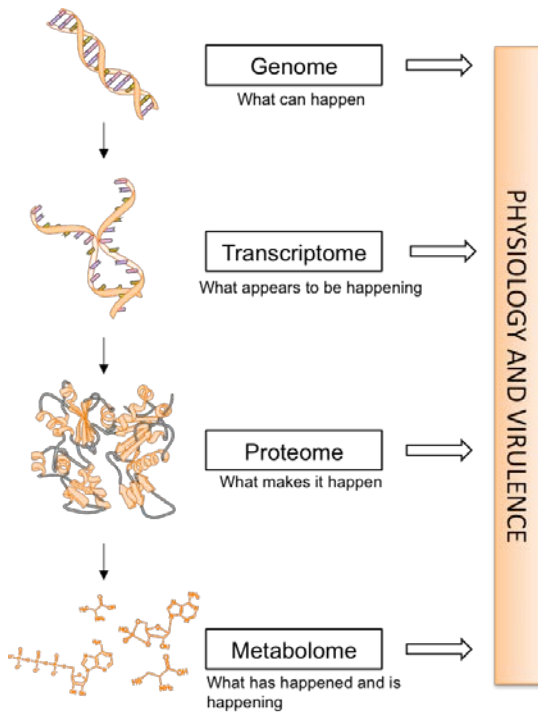 Genome
What can happen
Transcriptome
What appears to be happening
Proteome
What makes it happen
Metabolome
What has happened and is
happening
PHYSIOLOGY AND VIRULENCE